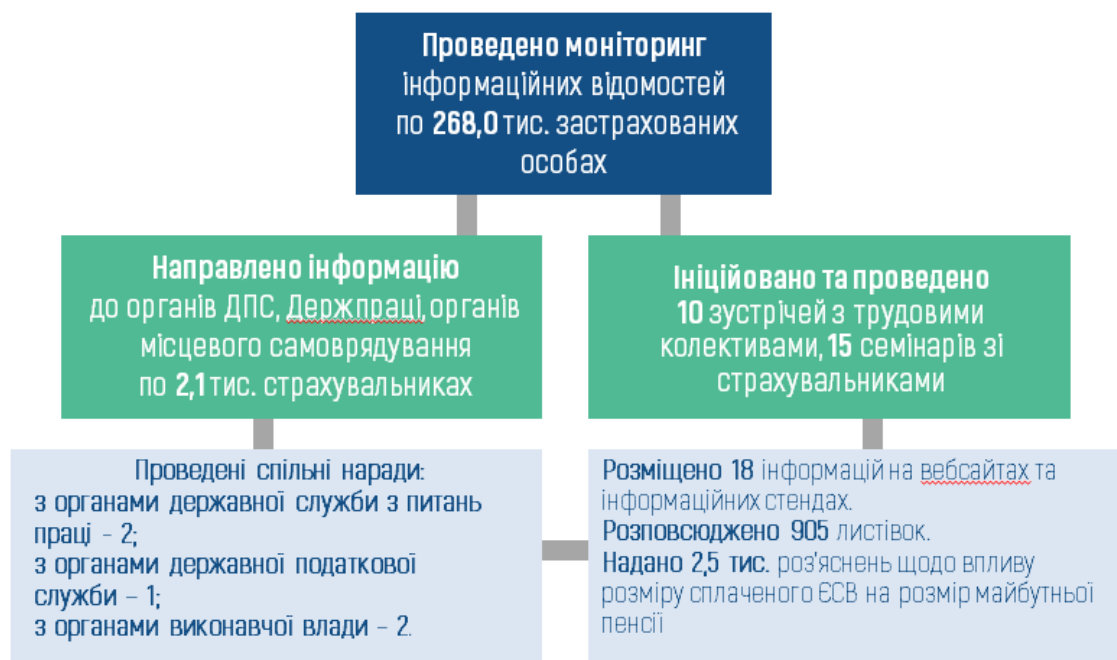 Проведено моніторинг
інформаційних відомостей
по 268,0 тис. застрахованих
особах
Направлено інформацію
до органів ДПС, Держпраці, органів
місцевого самоврядування
по 2,1 тис. страхувальниках
Ініційовано та проведено
10 зустрічей з трудовими
колективами, 15 семінарів зі
страхувальниками
Проведені спільні наради:
з органами державної служби з питань
праці – 2;
з органами державної податкової
служби – 1;
з органами виконавчої влади – 2.
Розміщено 18 інформацій на вебсайтах та
інформаційних стендах.
Розповсюджено 905 листівок.
Надано 2,5 тис. роз'яснень щодо впливу
розміру сплаченого ЄСВ на розмір майбутньої
пенсії